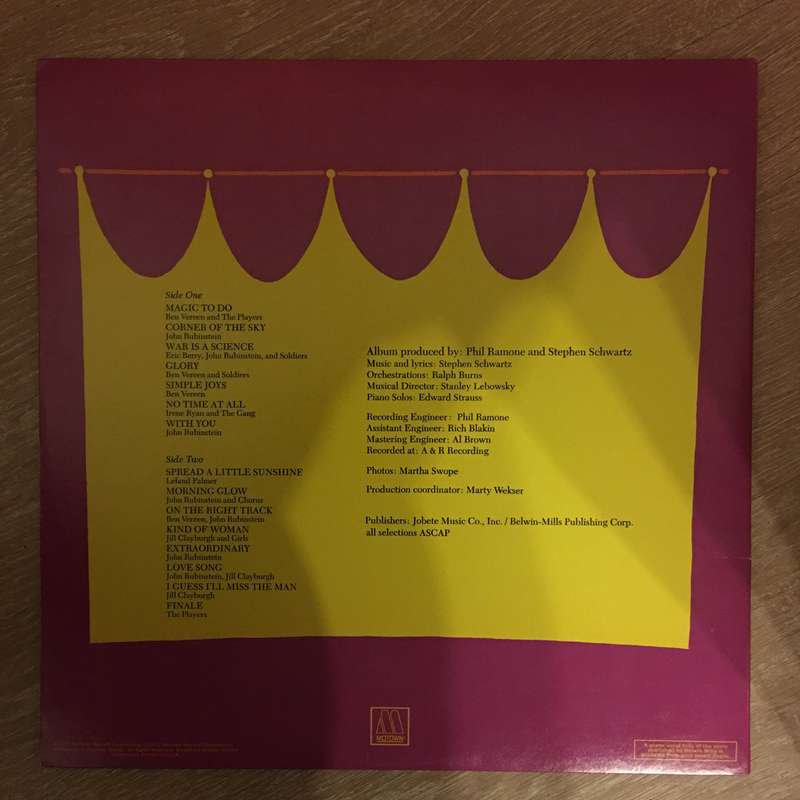 Side One
MAGIC TO DO
Ben Vereen and The Players
CORNER OF THE SKY
John Rubinstein
WAR IS A SCIENCE
Eric Berry, John Rubinstein, and Soldiers
GLORY
Ben Vereen and Soldiers
SIMPLE JOYS
Ben Vereen
NO TIME AT ALL
Irene Ryan and The Gang
WITH YOU
John Rubinstein
Side Two
SPREAD A LITTLE SUNSHINE
Leland Palmer
MORNING GLOW
John Rubinstein and Chorus
ON THE RIGHT TRACK
Ben Vereen, John Rubinstein
KIND OF WOMAN
Jill Clayburgh and Girls
EXTRAORDINARY
John Rubinstein
LOVE SONG
John Rubinstein, Jill Clayburgh
I GUESS I'LL MISS THE MAN
Jill Clayburgh
FINALE
The Players
Album produced by: Phil Ramone and Stephen Schwartz
Music and lyrics: Stephen Schwartz
Orchestrations: Ralph Burns
Musical Director: Stanley Lebowsky
Piano Solos: Edward Strauss
Recording Engineer: Phil Ramone
Assistant Engineer: Rich Blakin
Mastering Engineer: Al Brown
Recorded at: A & R Recording
Photos: Martha Swope
Production coordinator: Marty Wekser
Publishers: Jobete Music Co., Inc. / Belwin-Mills Publishing Corp.
all selections ASCAP
M
MOTOWN